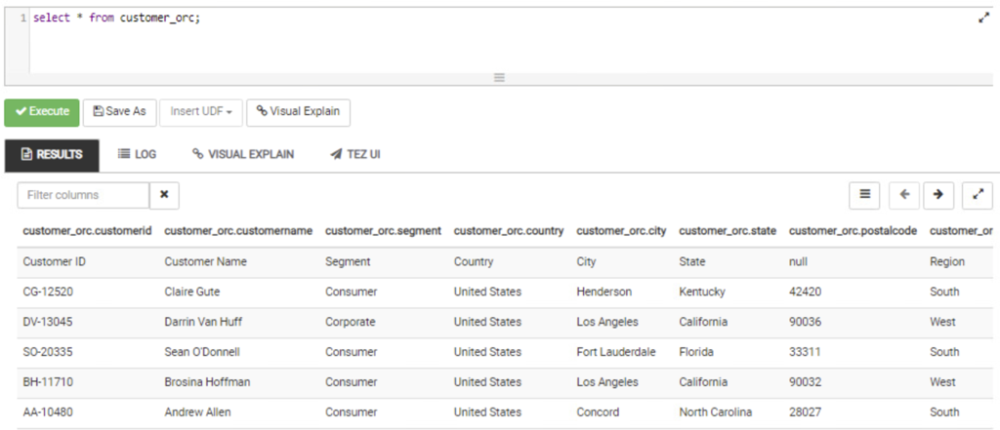 1 select * from customer_orc;
Execute Save As Insert UDF Visual Explain
RESULTS LOG VISUAL EXPLAIN TEZ UI
Filter columns
customer_orc.customerid customer_orc.customername customer_orc.segment customer_orc.country customer_orc.city customer_orc.state customer_orc.postalcode customer_or
Customer ID Customer Name Segment Country City State null Region
CG-12520 Claire Gute Consumer United States Henderson Kentucky 42420 South
DV-13045 Darrin Van Huff Corporate United States Los Angeles California 90036 West
SO-20335 Sean O'Donnell Consumer United States Fort Lauderdale Florida 33311 South
BH-11710 Brosina Hoffman Consumer United States Los Angeles California 90032 West
AA-10480 Andrew Allen Consumer United States Concord North Carolina 28027 South